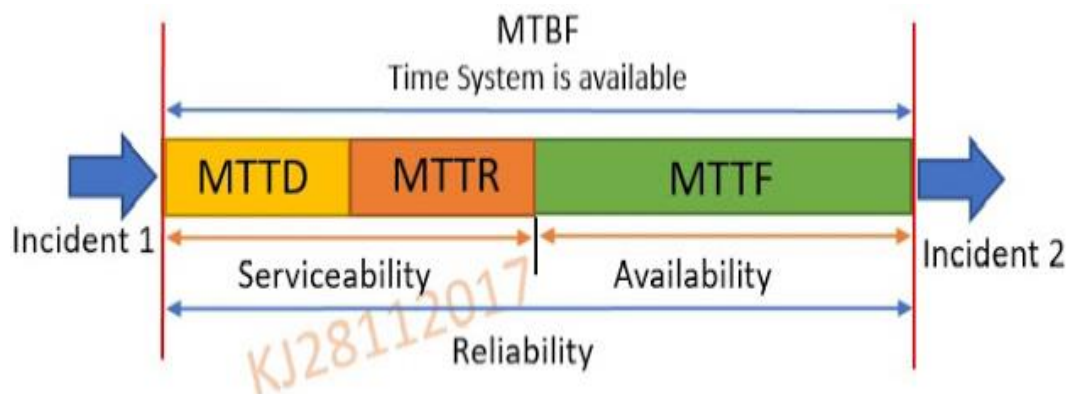 MTBF
Time System is available
MTTD MTTR MTTF
Incident 1
Incident 2
Serviceability Availability
KJ28112017
Reliability